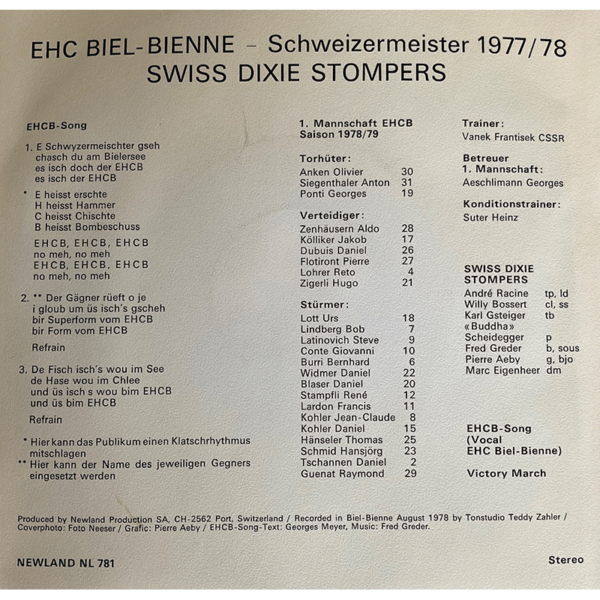 EHC BIEL-BIENNE – Schweizermeister 1977/78
SWISS DIXIE STOMPERS
EHCB-Song
1. E Schwyzermeischter gseh
chasch du am Bielersee
es isch doch der EHCB
es isch der EHCB
* E heisst erschte
H heisst Hammer
C heisst Chischte
B heisst Bombeschuss
EHCB, EHCB, EHCB
no meh, no meh
EHCB, EHCB, EHCB
no meh, no meh
2. ** Der Gägner rüeft o je
i gloub um üs isch's gscheh
bir Superform vom EHCB
bir Form vom EHCB
Refrain
3. De Fisch isch's wou im See
de Hase wou im Chlee
und üs isch s wou bim EHCB
und üs bim EHCB
Refrain
* Hier kann das Publikum einen Klatschrhythmus
mitschlagen
** Hier kann der Name des jeweiligen Gegners
eingesetzt werden
1. Mannschaft EHCB
Saison 1978/79
Torhüter:
Anken Olivier 30
Siegenthaler Anton 31
Ponti Georges 19
Verteidiger:
Zenhäusern Aldo 28
Kölliker Jakob 17
Dubuis Daniel 26
Flotiront Pierre 27
Lohrer Reto 4
Zigerli Hugo 21
Stürmer:
Lott Urs 18
Lindberg Bob 7
Latinovich Steve 9
Conte Giovanni 10
Burri Bernhard 6
Widmer Daniel 22
Blaser Daniel 20
Stampfli René 12
Lardon Francis 11
Kohler Jean-Claude 8
Kohler Daniel 15
Hänseler Thomas 25
Schmid Hansjörg 23
Tschannen Daniel 2
Guenat Raymond 29
Trainer:
Vanek Frantisek CSSR
Betreuer
1. Mannschaft:
Aeschlimann Georges
Konditionstrainer:
Suter Heinz
SWISS DIXIE
STOMPERS
André Racine tp, ld
Willy Bossert cl, ss
Karl Gsteiger tb
«Buddha»
Scheidegger p
Fred Greder b, sous
Pierre Aeby g, bjo
Marc Eigenheer dm
EHCB-Song
(Vocal
EHC Biel-Bienne)
Victory March
Produced by Newland Production SA, CH-2562 Port, Switzerland / Recorded in Biel-Bienne August 1978 by Tonstudio Teddy Zahler /
Coverphoto: Foto Neeser / Grafic: Pierre Aeby / EHCB-Song-Text: Georges Meyer, Music: Fred Greder.
NEWLAND NL 781
Stereo